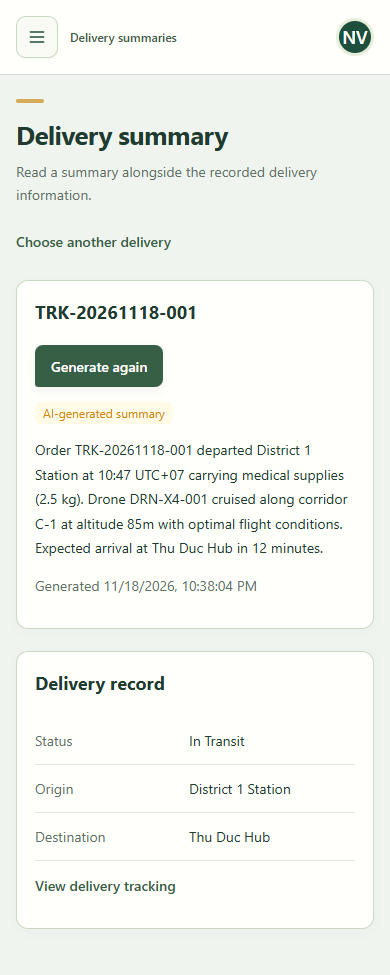 Delivery summaries
NV
Delivery summary
Read a summary alongside the recorded delivery
information.
Choose another delivery
TRK-20261118-001
Generate again
AI-generated summary
Order TRK-20261118-001 departed District 1
Station at 10:47 UTC+07 carrying medical supplies
(2.5 kg). Drone DRN-X4-001 cruised along corridor
C-1 at altitude 85m with optimal flight conditions.
Expected arrival at Thu Duc Hub in 12 minutes.
Generated 11/18/2026, 10:38:04 PM
Delivery record
Status In Transit
Origin District 1 Station
Destination Thu Duc Hub
View delivery tracking